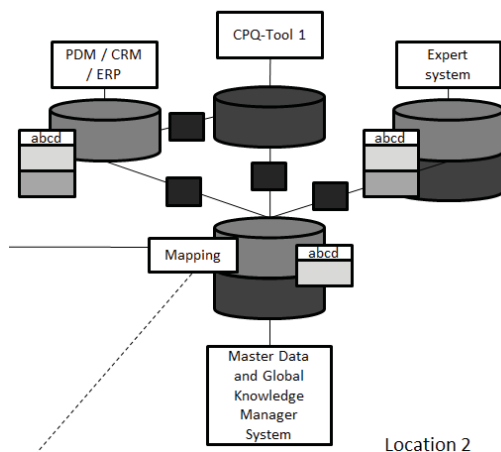 PDM / CRM
/ ERP
CPQ-Tool 1
Expert
system
abcd
abcd
Mapping
abcd
Master Data
and Global
Knowledge
Manager
System
Location 2